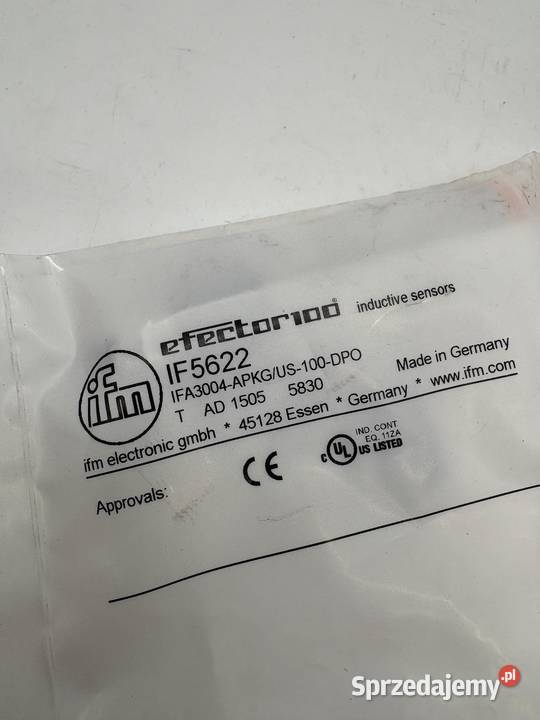 efector100® inductive sensors
ifm
IF5622
IFA3004-APKG/US-100-DPO
T AD 1505 5830 Made in Germany
ifm electronic gmbh * 45128 Essen * Germany * www.ifm.com
Approvals:
CE
c UL US LISTED
IND. CONT
EQ. 11ZA
Sprzedajemy.pl